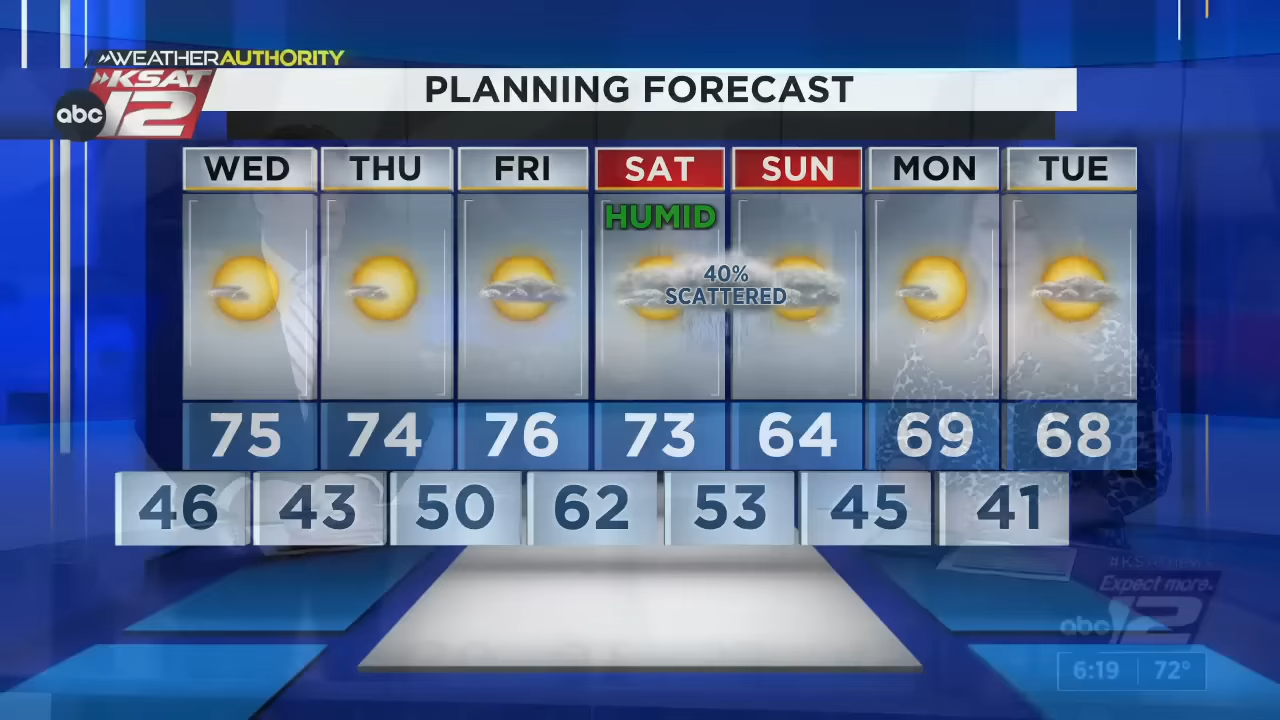 WEATHERAUTHORITY
KSAT
abc 12
PLANNING FORECAST
WED THU FRI SAT SUN MON TUE
HUMID
40%
SCATTERED
75 74 76 73 64 69 68
46 43 50 62 53 45 41
Expect more.
abc 12
6:19 72°